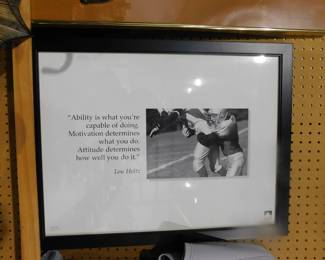 “Ability is what you're
capable of doing.
Motivation determines
what you do.
Attitude determines
how well you do it.”
Lou Holtz